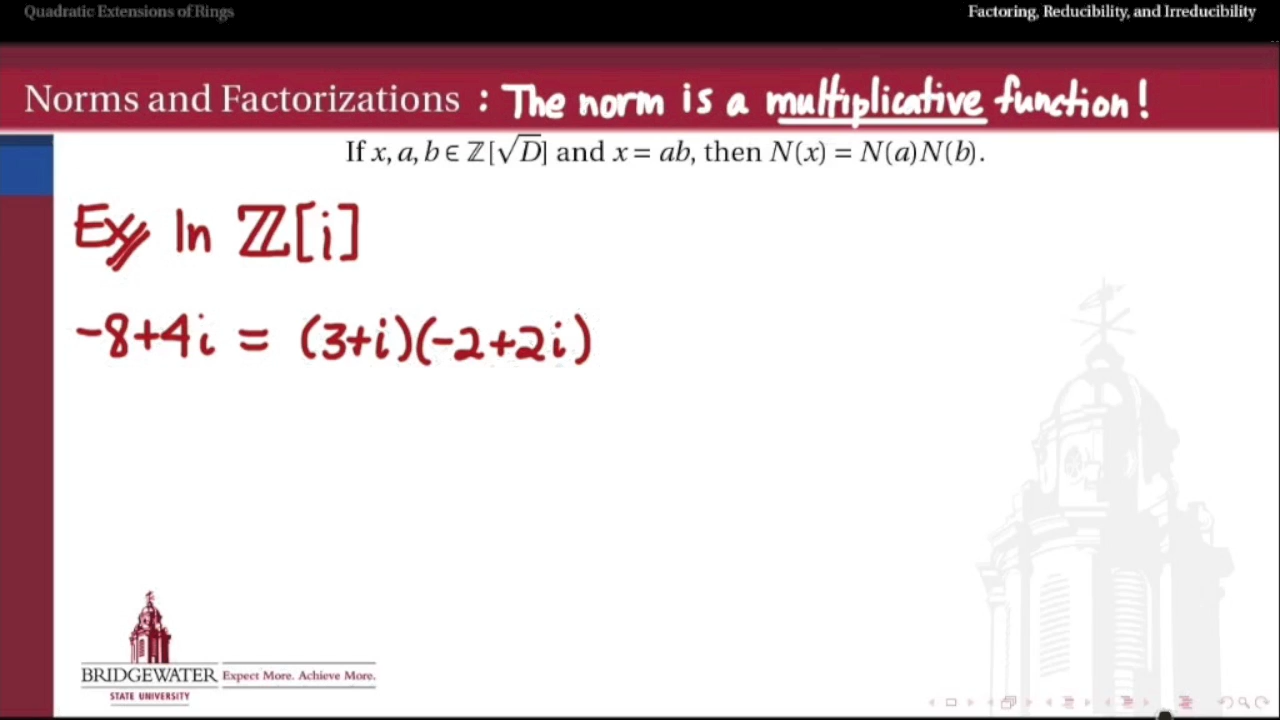 Quadratic Extensions of Rings
Factoring, Reducibility, and Irreducibility
Norms and Factorizations : The norm is a multiplicative function!
If x, a, b ∈ ℤ[√D] and x = ab, then N(x) = N(a)N(b).
Ex// In ℤ[i]
-8+4i = (3+i)(-2+2i)
BRIDGEWATER
STATE UNIVERSITY
Expect More. Achieve More.